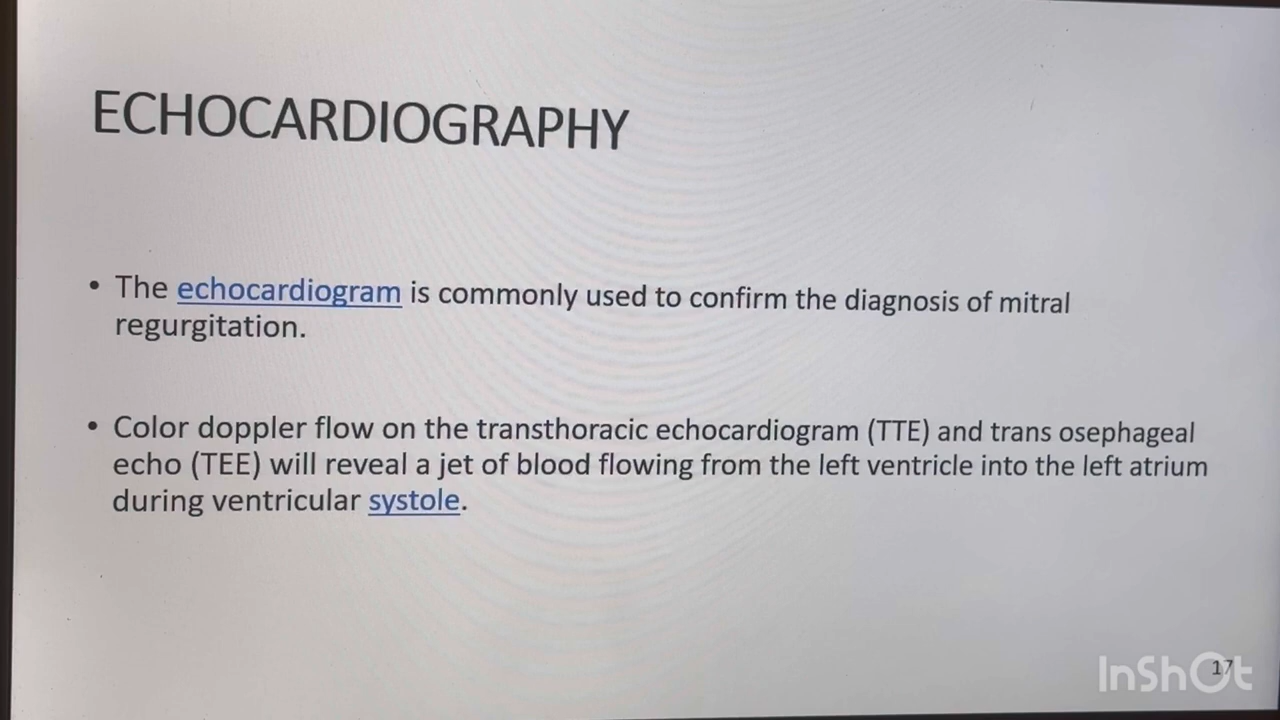 ECHOCARDIOGRAPHY
• The echocardiogram is commonly used to confirm the diagnosis of mitral
regurgitation.
• Color doppler flow on the transthoracic echocardiogram (TTE) and trans osephageal
echo (TEE) will reveal a jet of blood flowing from the left ventricle into the left atrium
during ventricular systole.
17
InShOt